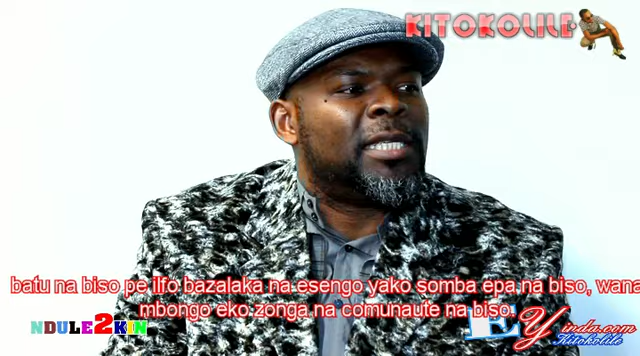 KITOKOLILE
batu na biso pe ilfo bazalaka na esengo yako somba epa na biso, wana
mbongo eko zonga na comunaute na biso.
NDULE2KIN
EYinda.com
Kitokolile